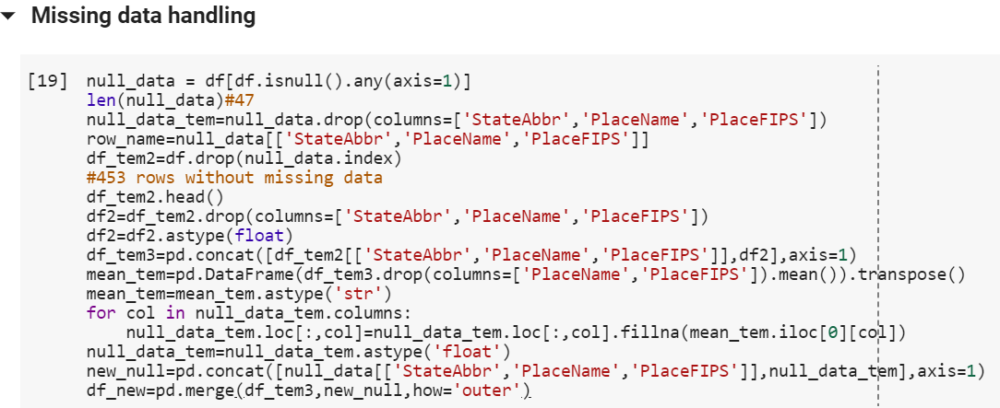 Missing data handling
[19] null_data = df[df.isnull().any(axis=1)]
len(null_data)#47
null_data_tem=null_data.drop(columns=['StateAbbr','PlaceName','PlaceFIPS'])
row_name=null_data[['StateAbbr','PlaceName','PlaceFIPS']]
df_tem2=df.drop(null_data.index)
#453 rows without missing data
df_tem2.head()
df2=df_tem2.drop(columns=['StateAbbr','PlaceName','PlaceFIPS'])
df2=df2.astype(float)
df_tem3=pd.concat([df_tem2[['StateAbbr','PlaceName','PlaceFIPS']],df2],axis=1)
mean_tem=pd.DataFrame(df_tem3.drop(columns=['PlaceName','PlaceFIPS']).mean()).transpose()
mean_tem=mean_tem.astype('str')
for col in null_data_tem.columns:
    null_data_tem.loc[:,col]=null_data_tem.loc[:,col].fillna(mean_tem.iloc[0][col])
null_data_tem=null_data_tem.astype('float')
new_null=pd.concat([null_data[['StateAbbr','PlaceName','PlaceFIPS']],null_data_tem],axis=1)
df_new=pd.merge(df_tem3,new_null,how='outer')